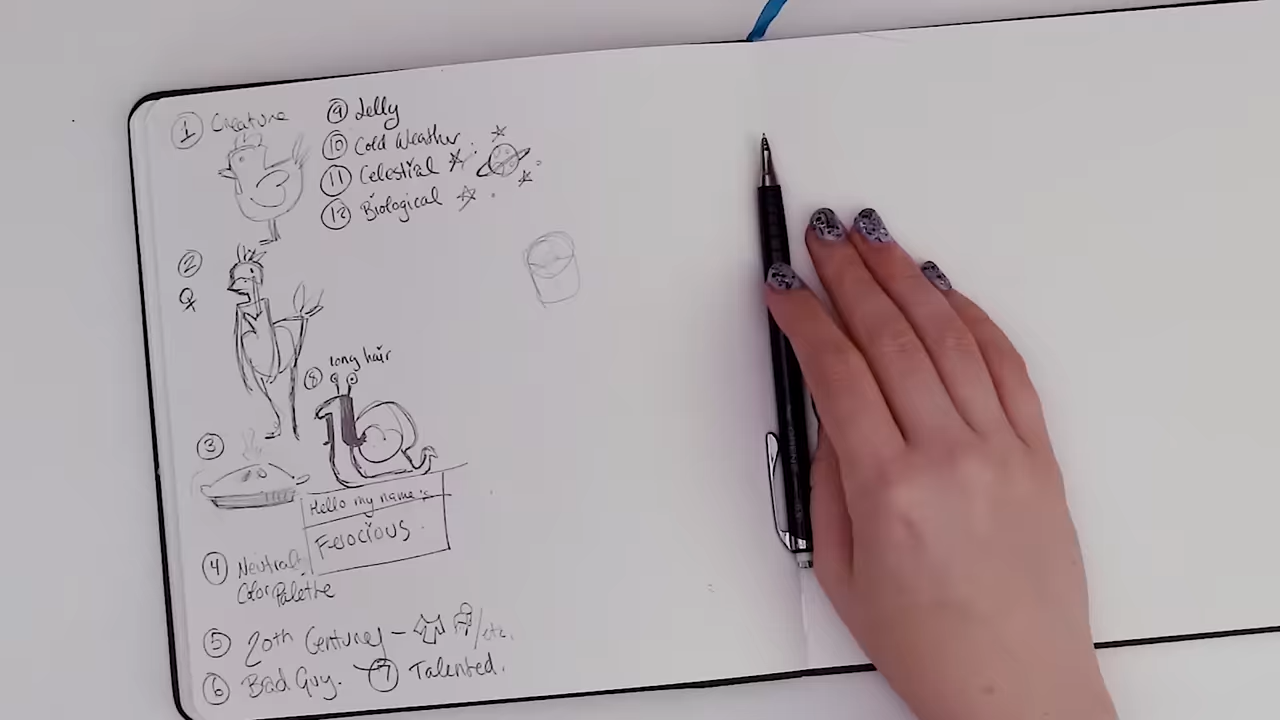 ① Creature
②
♀
③
④ Neutral
Color Palette
⑤ 20th Century - /etc.
⑥ Bad Guy. ⑦ Talented.
⑧ long hair
Hello my name is
Ferocious
⑨ Jelly
⑩ Cold Weather
⑪ Celestial
⑫ Biological